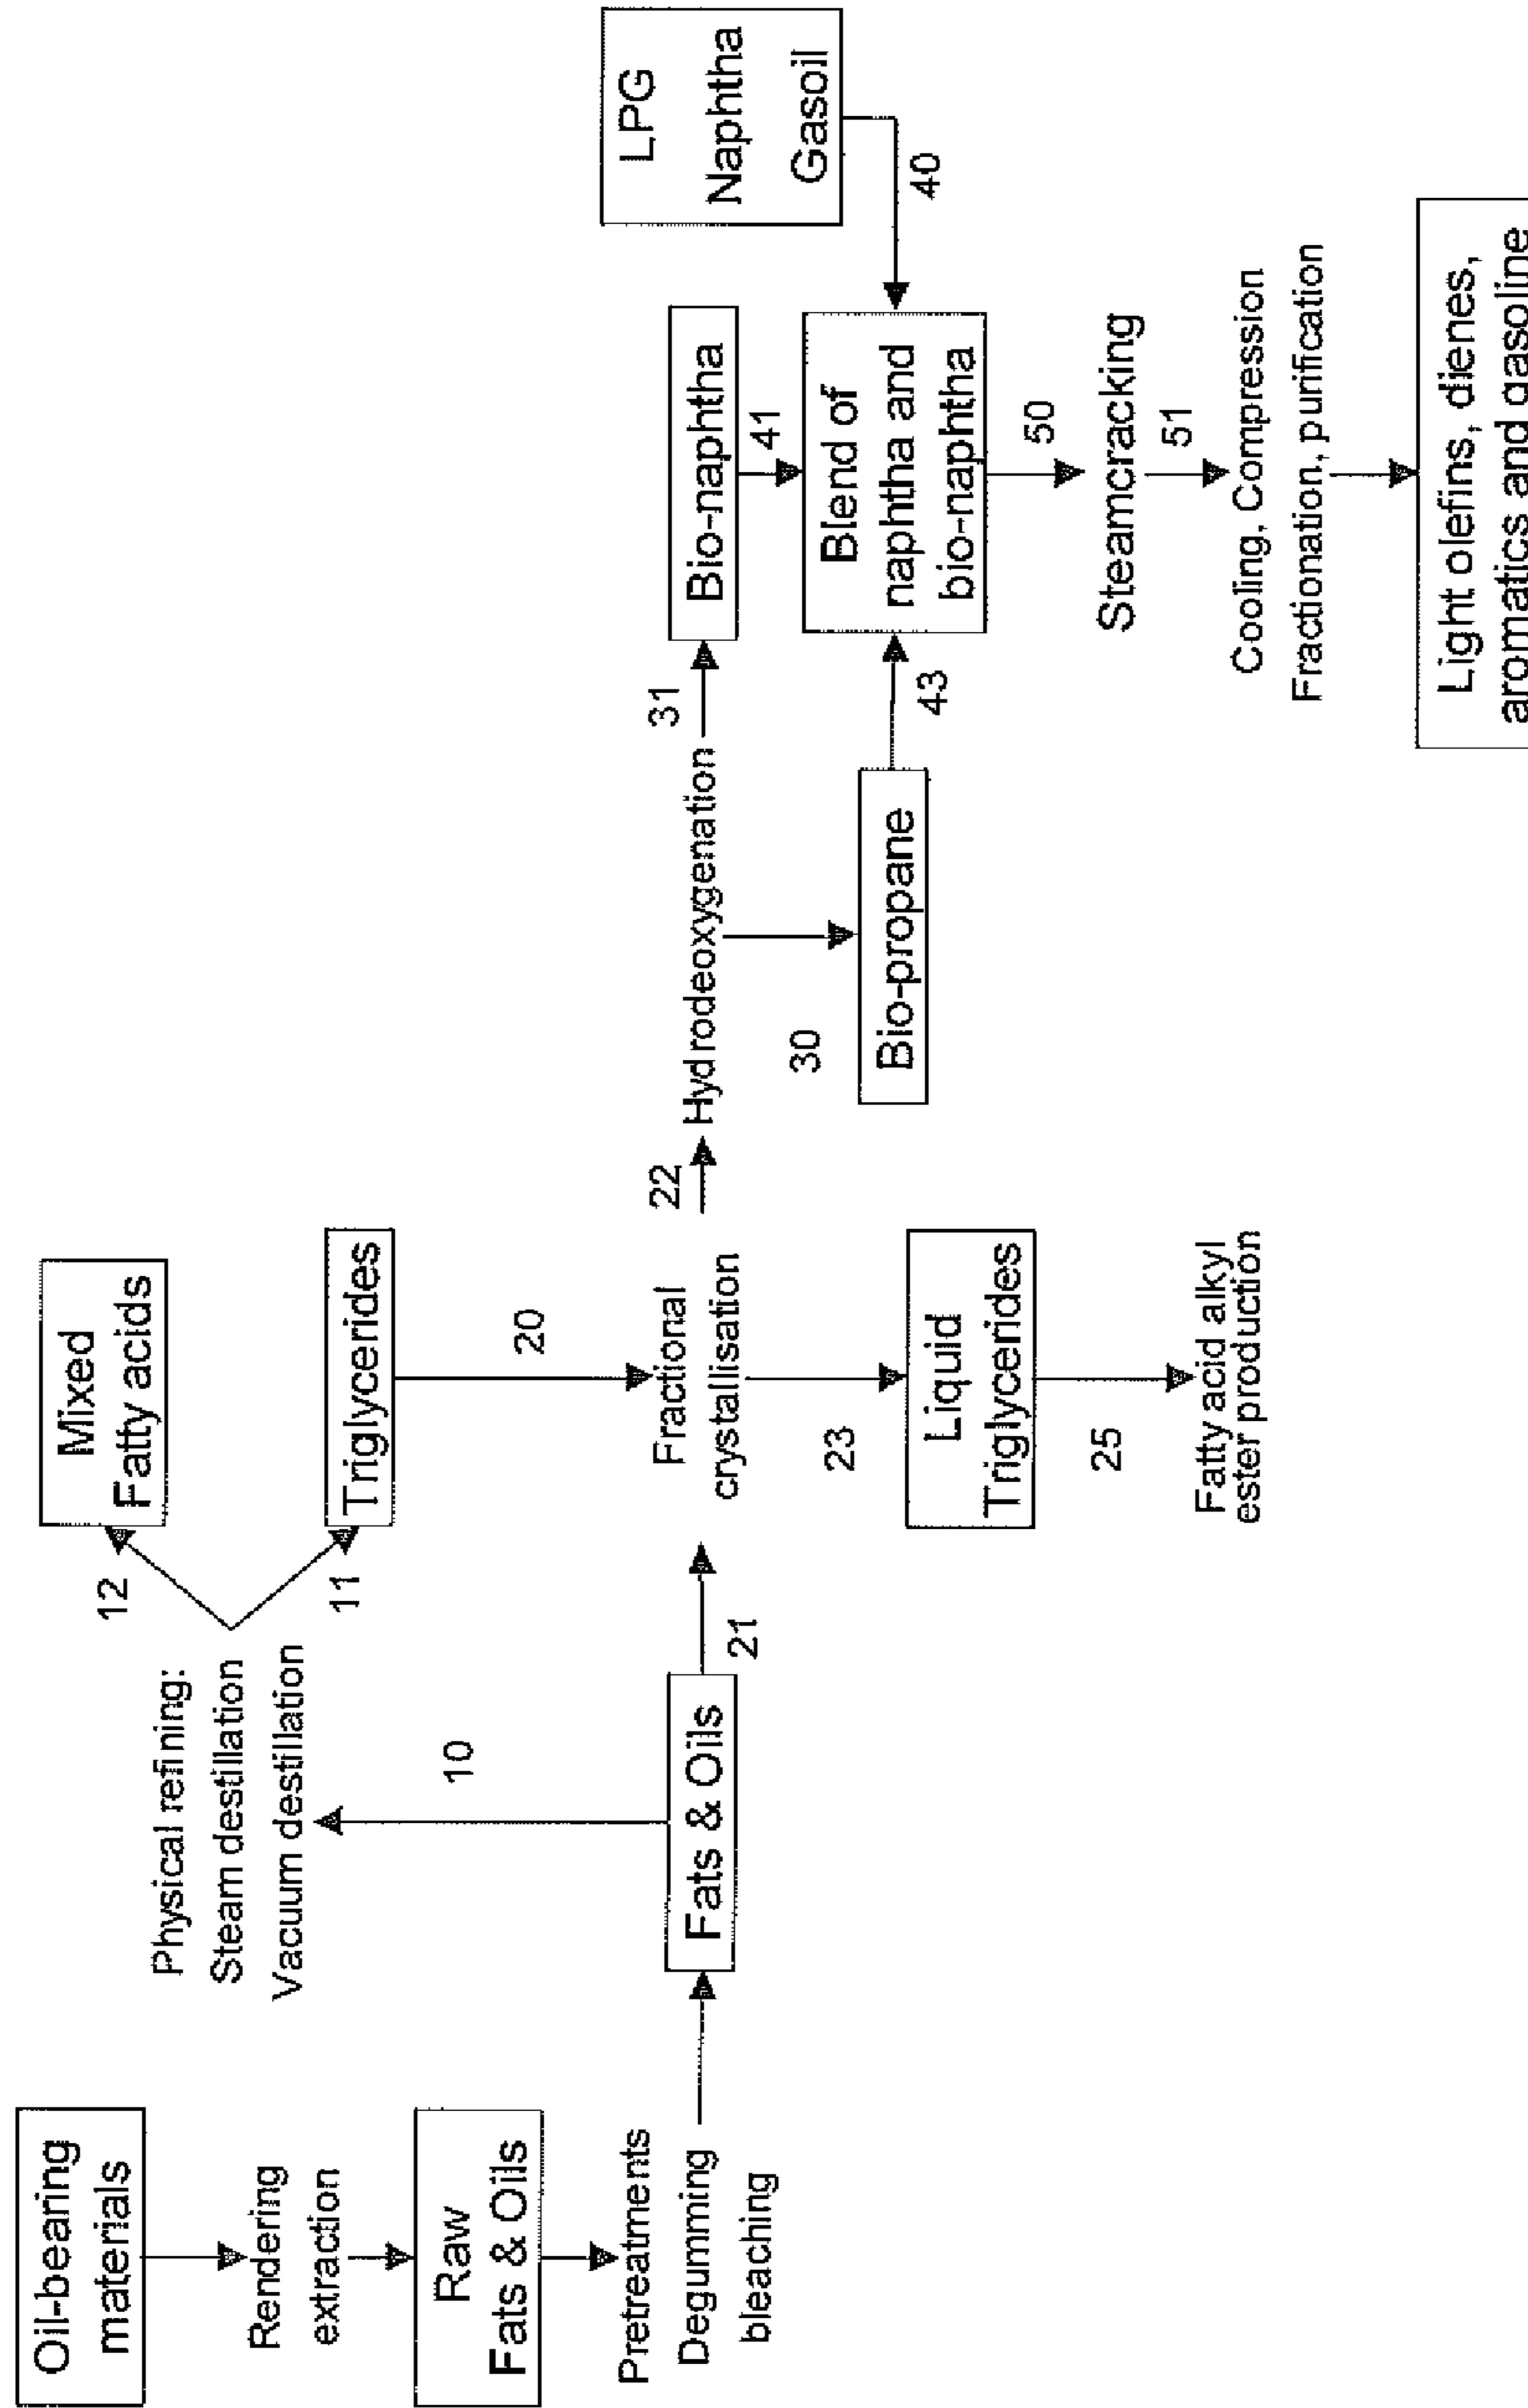 Oil-bearing
materials
Rendering
extraction
Raw
Fats & Oils
Pretreatments
Degumming
bleaching
Physical refining:
Steam destillation
Vacuum destillation
10
Fats & Oils
21
12
11
Mixed
Fatty acids
Triglycerides
20
Fractional
crystallisation
22
23
Liquid
Triglycerides
25
Fatty acid alkyl
ester production
Hydrodeoxygenation
31
30
Bio-propane
43
Bio-naphtha
41
LPG
Naphtha
Gasoil
40
Blend of
naphtha and
bio-naphtha
50
Steamcracking
51
Cooling, Compression
Fractionation, purification
Light olefins, dienes,
aromatics and gasoline